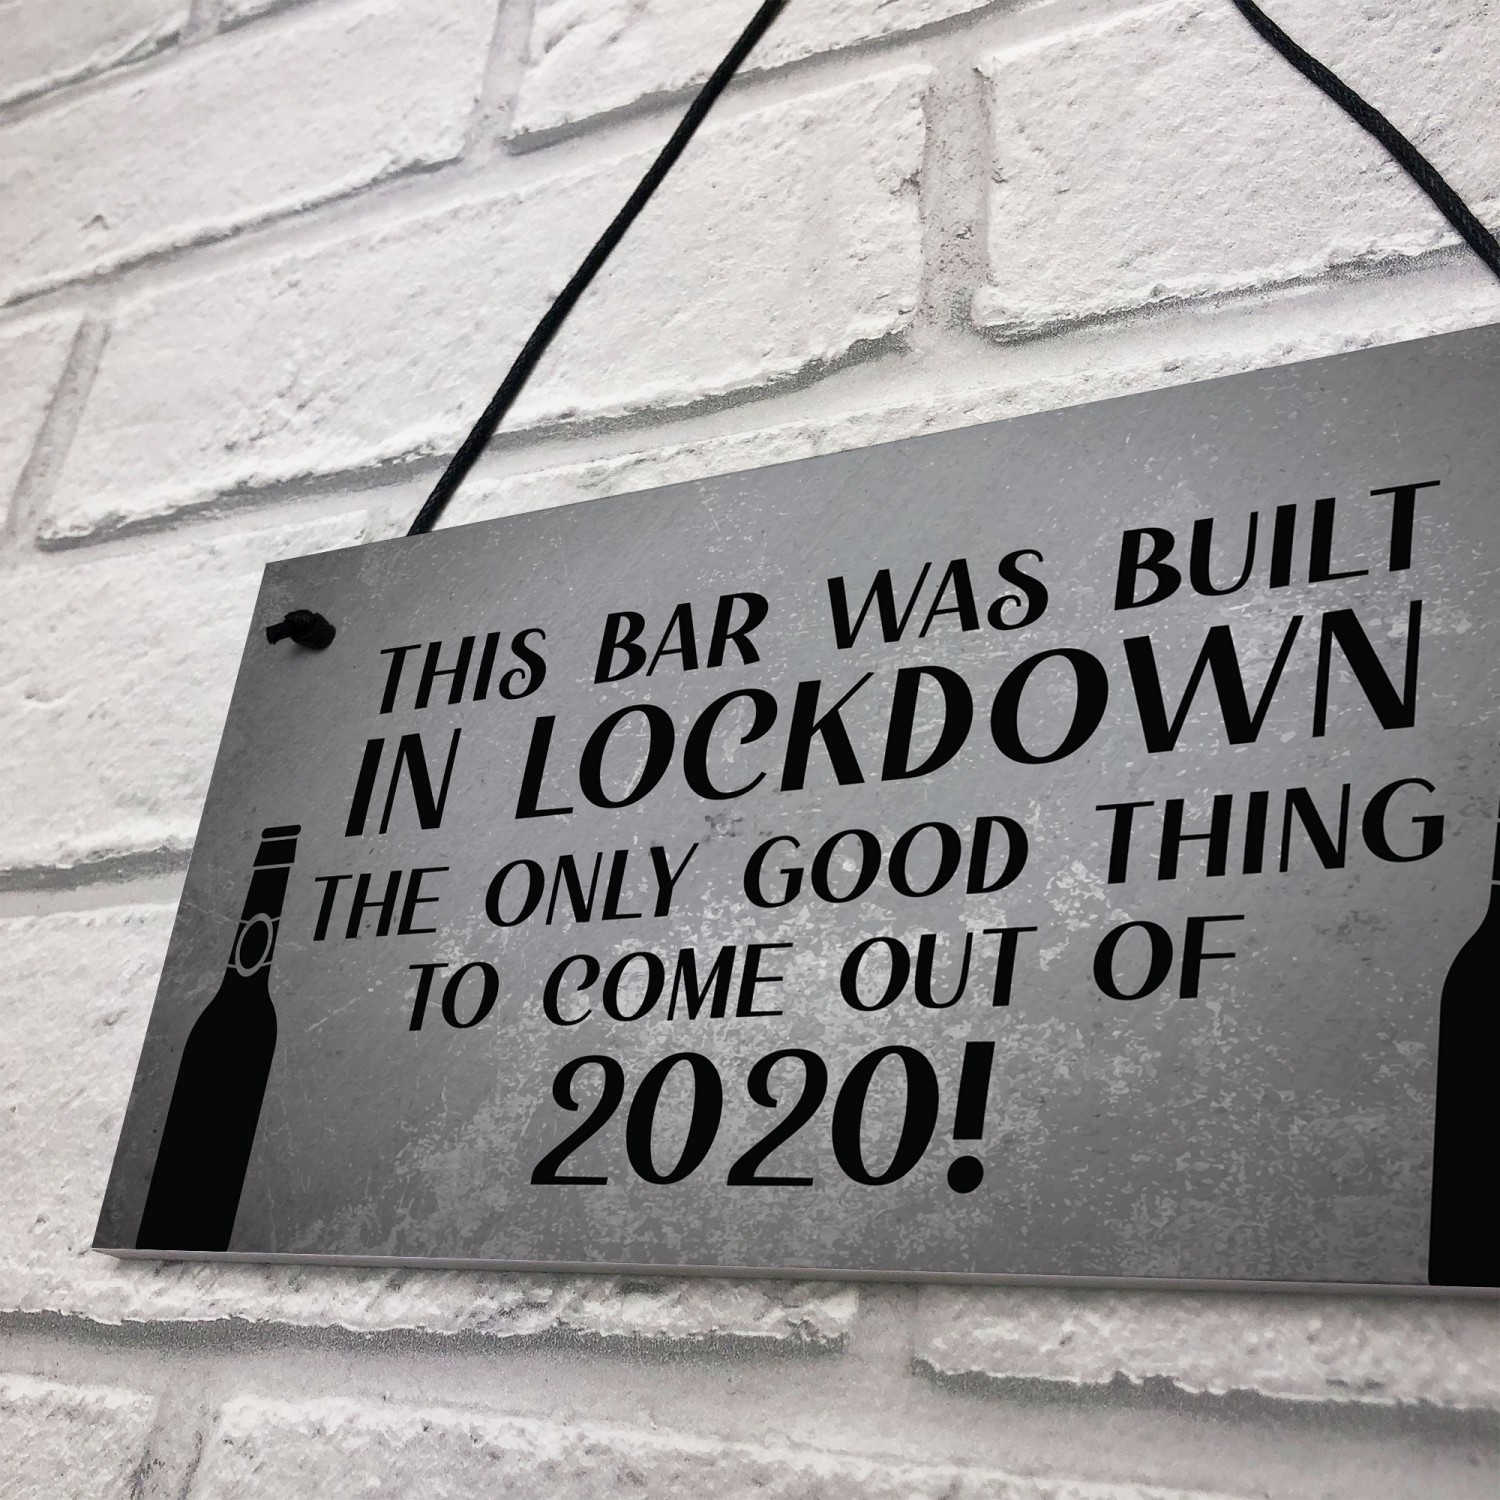 THIS BAR WAS BUILT
IN LOCKDOWN
THE ONLY GOOD THING
TO COME OUT OF
2020!